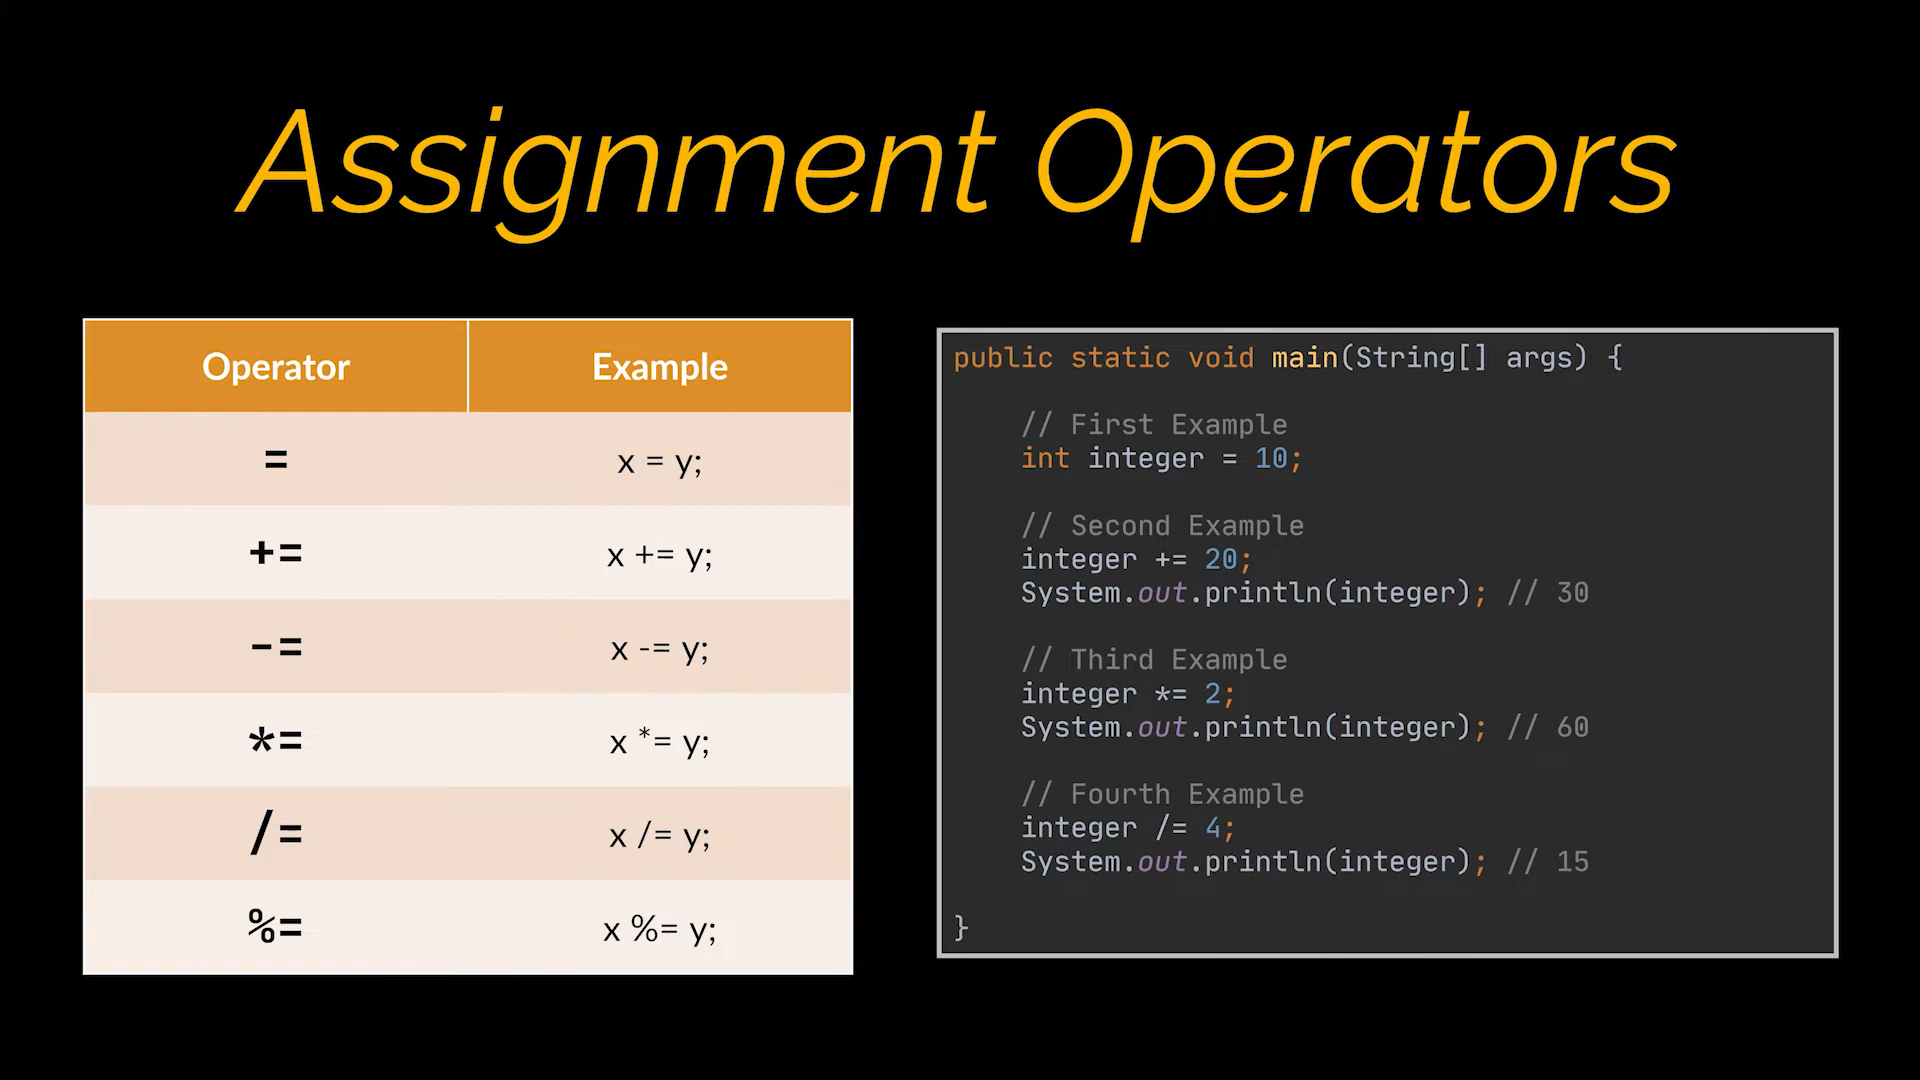 Assignment Operators
Operator Example
= x = y;
+= x += y;
-= x -= y;
*= x *= y;
/= x /= y;
%= x %= y;
public static void main(String[] args) {
// First Example
int integer = 10;
// Second Example
integer += 20;
System.out.println(integer); // 30
// Third Example
integer *= 2;
System.out.println(integer); // 60
// Fourth Example
integer /= 4;
System.out.println(integer); // 15
}